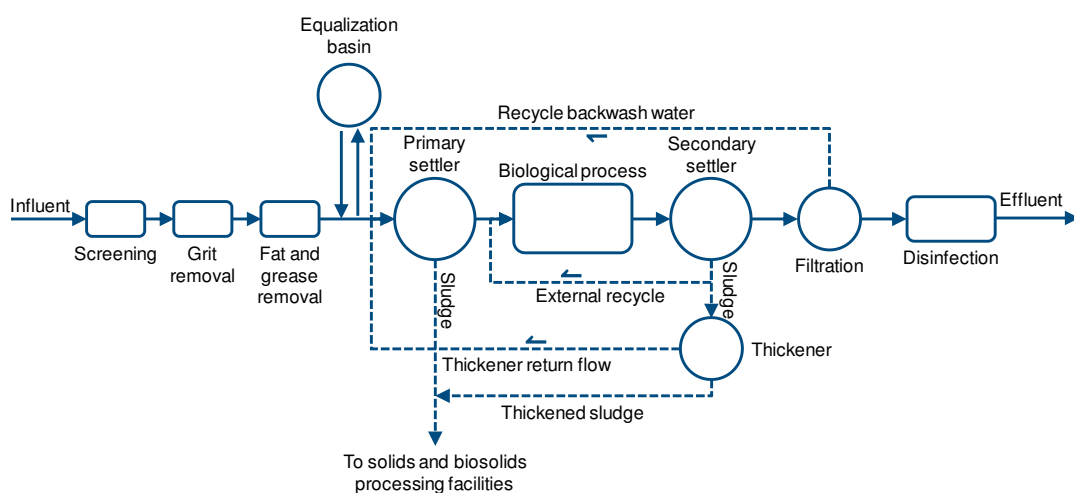 Equalization
basin
Recycle backwash water
Primary
settler
Secondary
settler
Biological process
Influent
Effluent
Screening
Grit
removal
Fat and
grease
removal
Filtration
Disinfection
Sludge
Sludge
External recycle
Thickener
Thickener return flow
Thickened sludge
To solids and biosolids
processing facilities